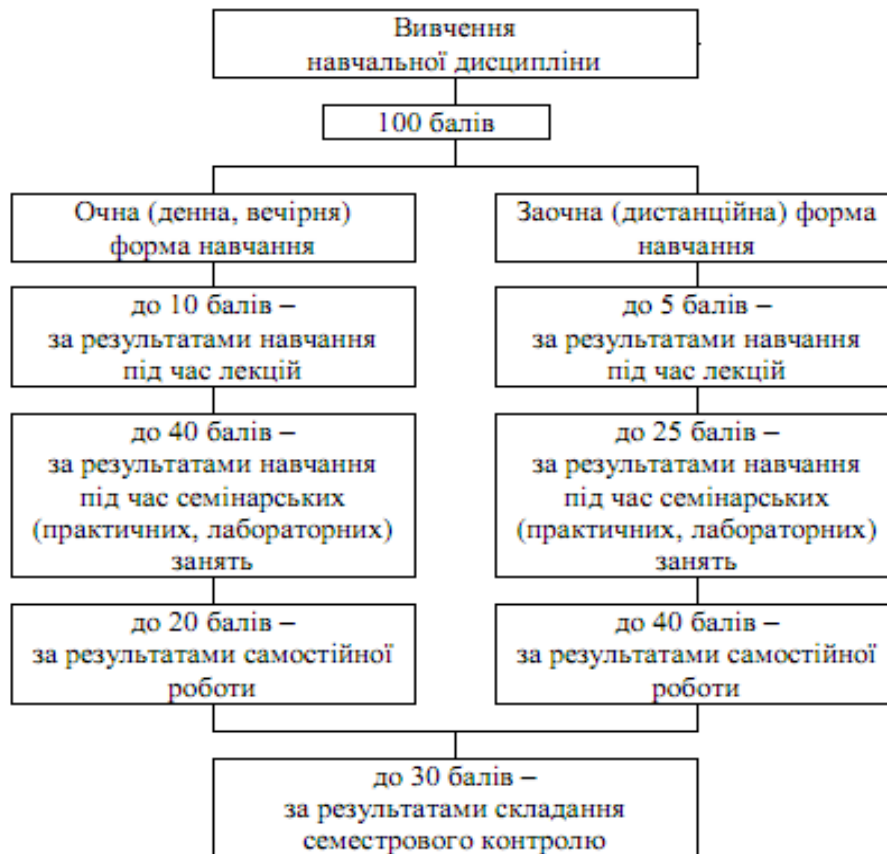 Вивчення
навчальної дисципліни
100 балів
Очна (денна, вечірня)
форма навчання
до 10 балів –
за результатами навчання
під час лекцій
до 40 балів –
за результатами навчання
під час семінарських
(практичних, лабораторних)
занять
до 20 балів –
за результатами самостійної
роботи
Заочна (дистанційна) форма
навчання
до 5 балів –
за результатами навчання
під час лекцій
до 25 балів –
за результатами навчання
під час семінарських
(практичних, лабораторних)
занять
до 40 балів –
за результатами самостійної
роботи
до 30 балів –
за результатами складання
семестрового контролю